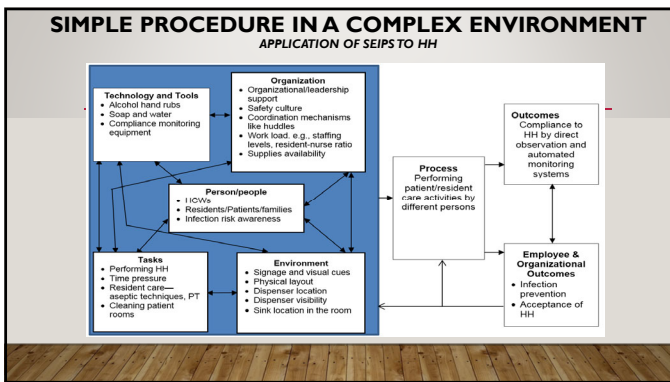 SIMPLE PROCEDURE IN A COMPLEX ENVIRONMENT
APPLICATION OF SEIPS TO HH
Technology and Tools
• Alcohol hand rubs
• Soap and water
• Compliance monitoring
equipment
Organization
• Organizational/leadership
support
• Safety culture
• Coordination mechanisms
like huddles
• Work load. e.g., staffing
levels, resident-nurse ratio
• Supplies availability
Person/people
• HCWs
• Residents/Patients/families
• Infection risk awareness
Tasks
• Performing HH
• Time pressure
• Resident care—
aseptic techniques, PT
• Cleaning patient
rooms
Environment
• Signage and visual cues
• Physical layout
• Dispenser location
• Dispenser visibility
• Sink location in the room
Process
Performing
patient/resident
care activities by
different persons
Outcomes
Compliance to
HH by direct
observation and
automated
monitoring
systems
Employee &
Organizational
Outcomes
• Infection
prevention
• Acceptance of
HH